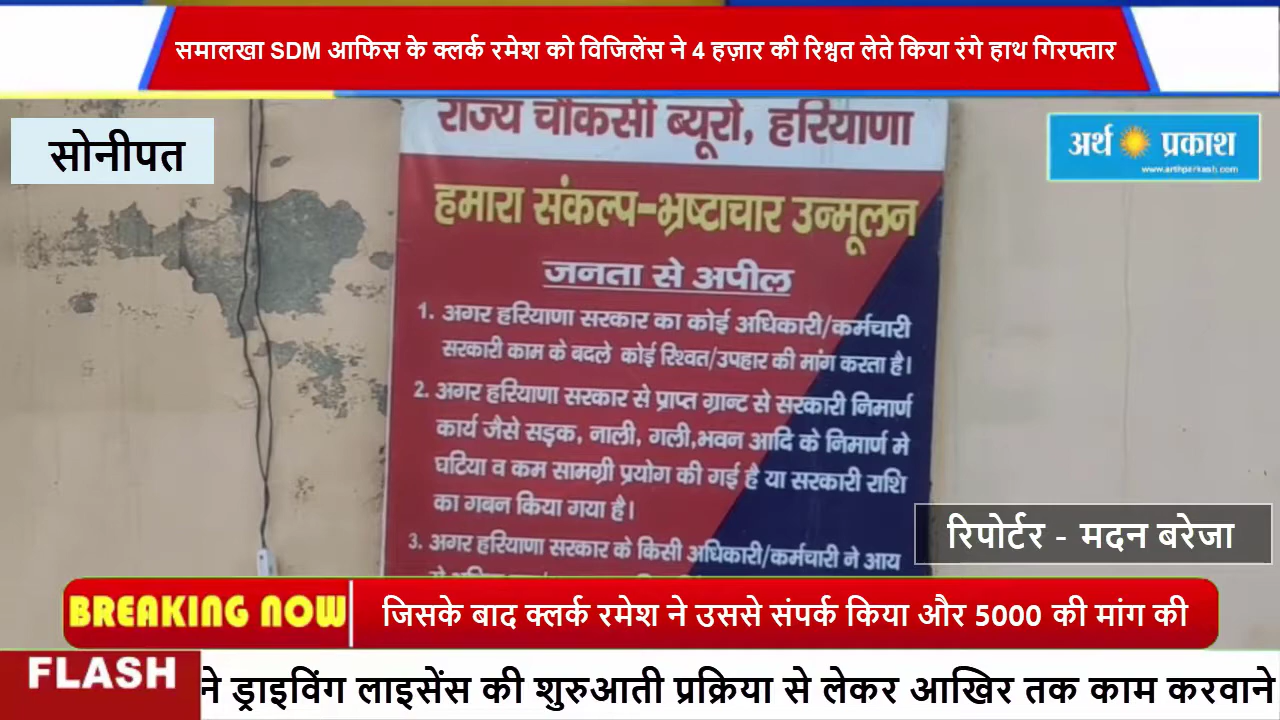 समालखा SDM आफिस के क्लर्क रमेश को विजिलेंस ने 4 हज़ार की रिश्वत लेते किया रंगे हाथ गिरफ्तार
सोनीपत
अर्थ प्रकाश
www.arthparkash.com
राज्य चौकसी ब्यूरो, हरियाणा
हमारा संकल्प-भ्रष्टाचार उन्मूलन
जनता से अपील
1. अगर हरियाणा सरकार का कोई अधिकारी/कर्मचारी
सरकारी काम के बदले कोई रिश्वत/उपहार की मांग करता है।
2. अगर हरियाणा सरकार से प्राप्त ग्रान्ट से सरकारी निमार्ण
कार्य जैसे सड़क, नाली, गली,भवन आदि के निमार्ण मे
घटिया व कम सामग्री प्रयोग की गई है या सरकारी राशि
का गबन किया गया है।
3. अगर हरियाणा सरकार के किसी अधिकारी/कर्मचारी ने आय
रिपोर्टर - मदन बरेजा
BREAKING NOW
जिसके बाद क्लर्क रमेश ने उससे संपर्क किया और 5000 की मांग की
FLASH
ने ड्राइविंग लाइसेंस की शुरुआती प्रक्रिया से लेकर आखिर तक काम करवाने